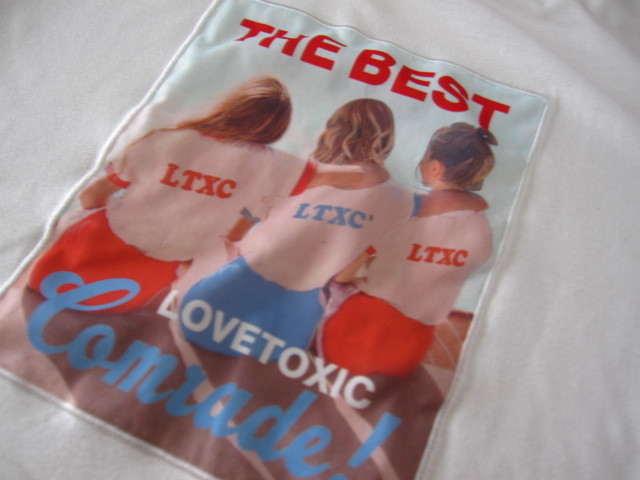 THE BEST
LTXC
LTXC
LTXC
LOVETOXIC
Comrade!